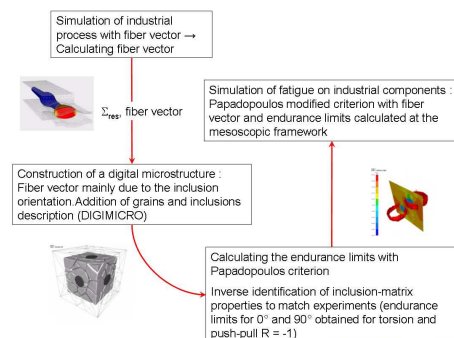 Simulation of industrial
process with fiber vector →
Calculating fiber vector
Σres, fiber vector
Simulation of fatigue on industrial components :
Papadopoulos modified criterion with fiber
vector and endurance limits calculated at the
mesoscopic framework
Construction of a digital microstructure :
Fiber vector mainly due to the inclusion
orientation.Addition of grains and inclusions
description (DIGIMICRO)
Calculating the endurance limits with
Papadopoulos criterion
Inverse identification of inclusion-matrix
properties to match experiments (endurance
limits for 0° and 90° obtained for torsion and
push-pull R = -1)